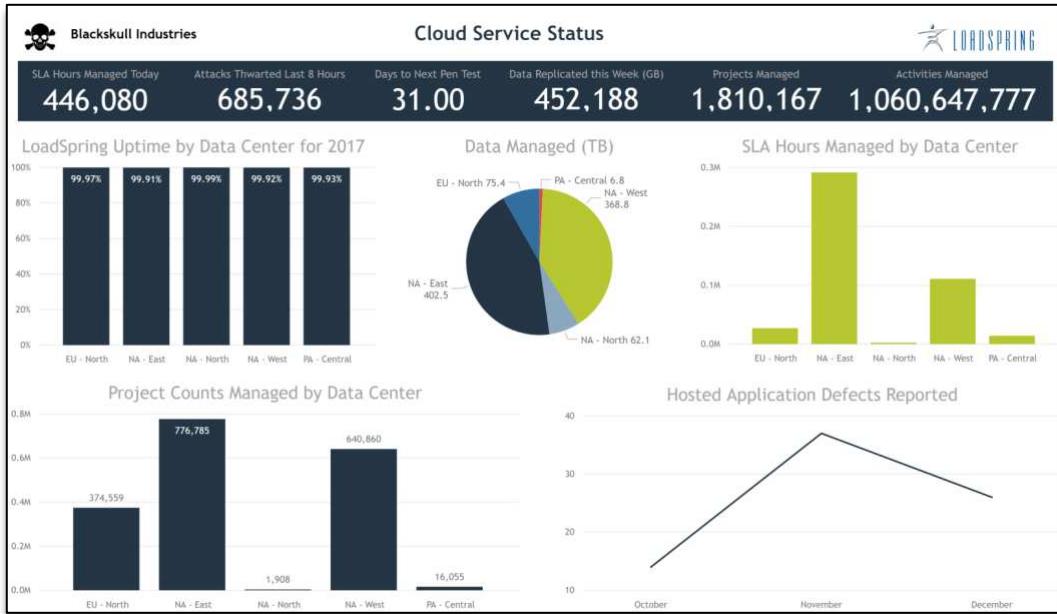 Blackskull Industries
Cloud Service Status
LOADSPRING
SLA Hours Managed Today
446,080
Attacks Thwarted Last 8 Hours
685,736
Days to Next Pen Test
31.00
Data Replicated this Week (GB)
452,188
Projects Managed
1,810,167
Activities Managed
1,060,647,777
LoadSpring Uptime by Data Center for 2017
100%
80%
60%
40%
20%
0%
99.97%
99.91%
99.99%
99.92%
99.93%
EU - North
NA - East
NA - North
NA - West
PA - Central
Data Managed (TB)
EU - North 75.4
PA - Central 6.8
NA - West
368.8
NA - East
402.5
NA - North 62.1
SLA Hours Managed by Data Center
0.3M
0.2M
0.1M
0.0M
EU - North
NA - East
NA - North
NA - West
PA - Central
Project Counts Managed by Data Center
0.8M
0.6M
0.4M
0.2M
0.0M
374,559
776,785
1,908
640,860
16,055
EU - North
NA - East
NA - North
NA - West
PA - Central
Hosted Application Defects Reported
40
30
20
10
October
November
December